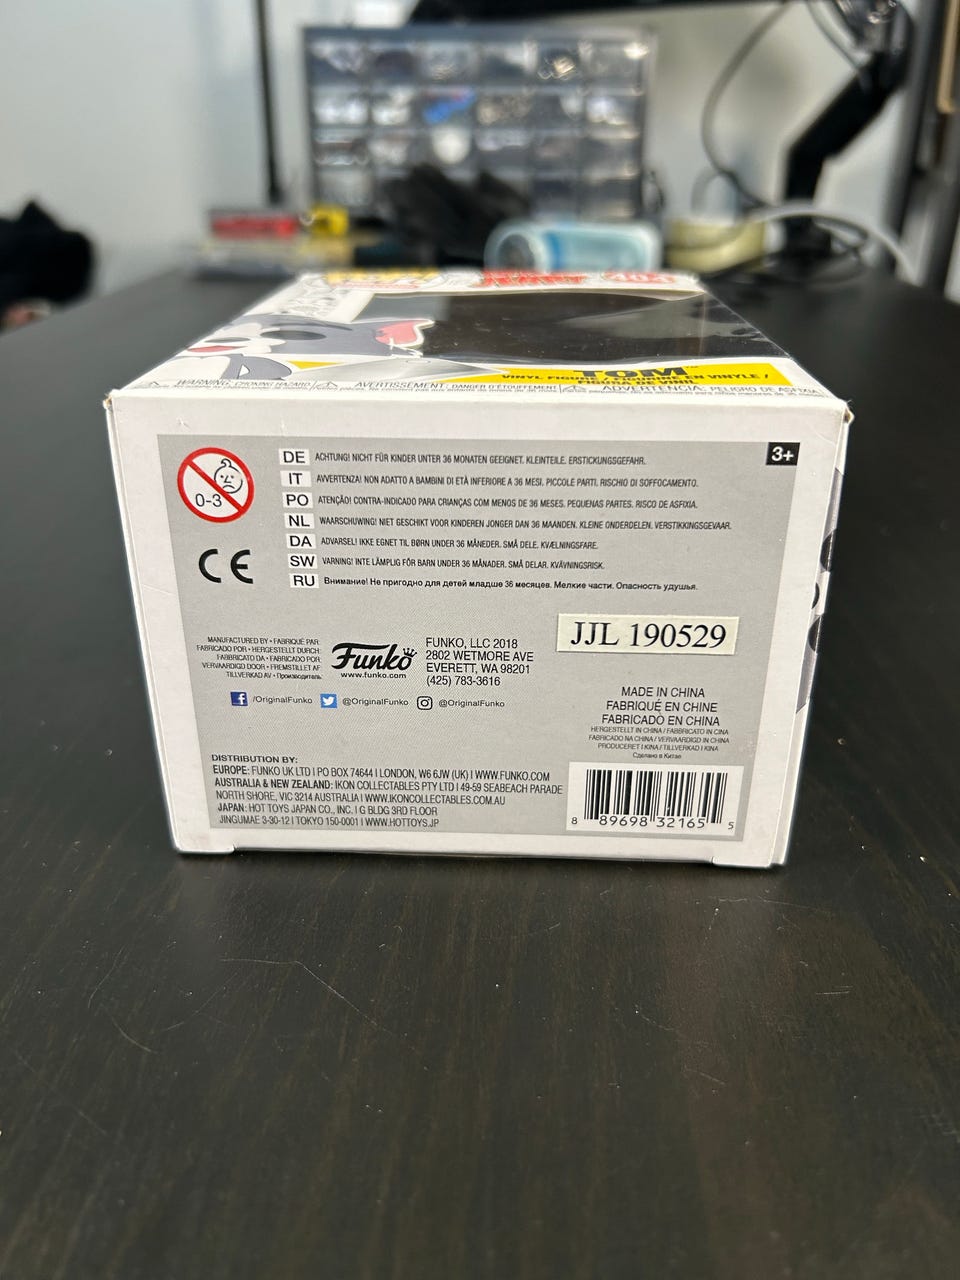 TOM
VINYL FIGURE / FIGURINE EN VINYLE /
FIGURA DE VINIL
WARNING: CHOKING HAZARD
AVERTISSEMENT: DANGER D'ÉTOUFFEMENT
ADVERTENCIA: PELIGRO DE ASFIXIA
3+
0-3
DE ACHTUNG! NICHT FÜR KINDER UNTER 36 MONATEN GEEIGNET. KLEINTEILE. ERSTICKUNGSGEFAHR.
IT AVVERTENZA! NON ADATTO A BAMBINI DI ETÀ INFERIORE A 36 MESI. PICCOLE PARTI. RISCHIO DI SOFFOCAMENTO.
PO ATENÇÃO! CONTRA-INDICADO PARA CRIANÇAS COM MENOS DE 36 MESES. PEQUENAS PARTES. RISCO DE ASFIXIA.
NL WAARSCHUWING! NIET GESCHIKT VOOR KINDEREN JONGER DAN 36 MAANDEN. KLEINE ONDERDELEN. VERSTIKKINGSGEVAAR.
DA ADVARSEL! IKKE EGNET TIL BØRN UNDER 36 MÅNEDER. SMÅ DELE. KVÆLNINGSFARE.
SW VARNING! INTE LÄMPLIG FÖR BARN UNDER 36 MÅNADER. SMÅ DELAR. KVÄVNINGSRISK.
RU Внимание! Не пригодно для детей младше 36 месяцев. Мелкие части. Опасность удушья.
CE
MANUFACTURED BY • FABRIQUÉ PAR:
FABRICADO POR • HERGESTELLT DURCH:
FABBRICATO DA • FABRICADO POR:
VERVAARDIGD DOOR • FREMSTILLET AF
TILLVERKAD AV • Производитель
Funko
www.funko.com
FUNKO, LLC 2018
2802 WETMORE AVE
EVERETT, WA 98201
(425) 783-3616
JJL 190529
/OriginalFunko @OriginalFunko @OriginalFunko
MADE IN CHINA
FABRIQUÉ EN CHINE
FABRICADO EN CHINA
HERGESTELLT IN CHINA / FABBRICATO IN CINA
FABRICADO NA CHINA / VERVAARDIGD IN CHINA
PRODUCERET I KINA / TILLVERKAD I KINA
Сделано в Китае
DISTRIBUTION BY:
EUROPE: FUNKO UK LTD | PO BOX 74644 | LONDON, W6 6JW (UK) | WWW.FUNKO.COM
AUSTRALIA & NEW ZEALAND: IKON COLLECTABLES PTY LTD | 49-59 SEABEACH PARADE
NORTH SHORE, VIC 3214 AUSTRALIA | WWW.IKONCOLLECTABLES.COM.AU
JAPAN: HOT TOYS JAPAN CO., INC. | G BLDG 3RD FLOOR
JINGUMAE 3-30-12 | TOKYO 150-0001 | WWW.HOTTOYS.JP
8 89698 32165 5